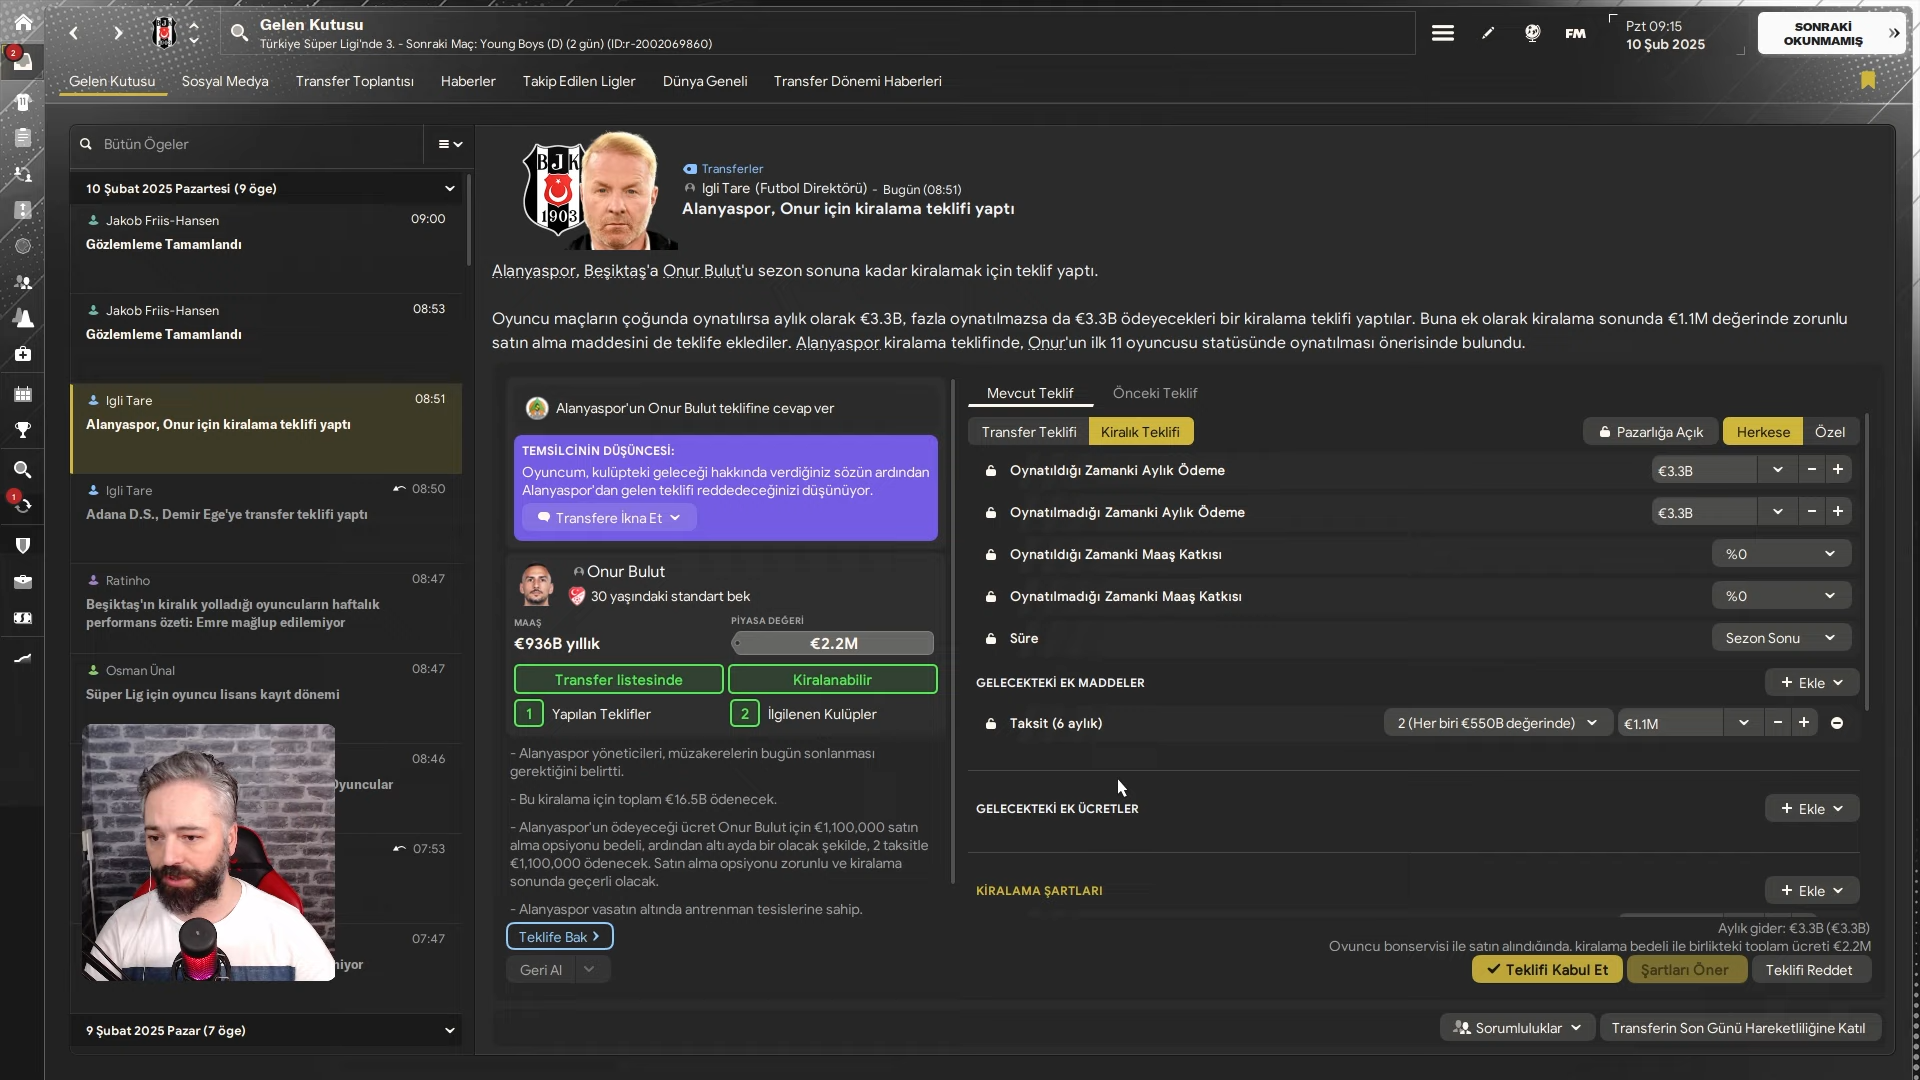 Gelen Kutusu
Türkiye Süper Ligi'nde 3. - Sonraki Maç: Young Boys (D) (2 gün) (ID:r-2002069860)
FM
Pzt 09:15
10 Şub 2025
SONRAKİ
OKUNMAMIŞ
Gelen Kutusu
Sosyal Medya
Transfer Toplantısı
Haberler
Takip Edilen Ligler
Dünya Geneli
Transfer Dönemi Haberleri
2
1
Bütün Ögeler
10 Şubat 2025 Pazartesi (9 öge)
Jakob Friis-Hansen 09:00
Gözlemleme Tamamlandı
Jakob Friis-Hansen 08:53
Gözlemleme Tamamlandı
Igli Tare 08:51
Alanyaspor, Onur için kiralama teklifi yaptı
Igli Tare 08:50
Adana D.S., Demir Ege'ye transfer teklifi yaptı
Ratinho 08:47
Beşiktaş'ın kiralık yolladığı oyuncuların haftalık
performans özeti: Emre mağlup edilemiyor
Osman Ünal 08:47
Süper Lig için oyuncu lisans kayıt dönemi
08:46
Oyuncular
07:53
07:47
9 Şubat 2025 Pazar (7 öge)
BJK
1903
Transferler
Igli Tare (Futbol Direktörü) - Bugün (08:51)
Alanyaspor, Onur için kiralama teklifi yaptı
Alanyaspor, Beşiktaş'a Onur Bulut'u sezon sonuna kadar kiralamak için teklif yaptı.
Oyuncu maçların çoğunda oynatılırsa aylık olarak €3.3B, fazla oynatılmazsa da €3.3B ödeyecekleri bir kiralama teklifi yaptılar. Buna ek olarak kiralama sonunda €1.1M değerinde zorunlu
satın alma maddesini de teklife eklediler. Alanyaspor kiralama teklifinde, Onur'un ilk 11 oyuncusu statüsünde oynatılması önerisinde bulundu.
Alanyaspor'un Onur Bulut teklifine cevap ver
TEMSİLCİNİN DÜŞÜNCESİ:
Oyuncum, kulüpteki geleceği hakkında verdiğiniz sözün ardından
Alanyaspor'dan gelen teklifi reddedeceğinizi düşünüyor.
Transfere İkna Et
Onur Bulut
30 yaşındaki standart bek
MAAŞ
€936B yıllık
PİYASA DEĞERİ
€2.2M
Transfer listesinde
Kiralanabilir
1 Yapılan Teklifler
2 İlgilenen Kulüpler
- Alanyaspor yöneticileri, müzakerelerin bugün sonlanması
gerektiğini belirtti.
- Bu kiralama için toplam €16.5B ödenecek.
- Alanyaspor'un ödeyeceği ücret Onur Bulut için €1,100,000 satın
alma opsiyonu bedeli, ardından altı ayda bir olacak şekilde, 2 taksitle
€1,100,000 ödenecek. Satın alma opsiyonu zorunlu ve kiralama
sonunda geçerli olacak.
- Alanyaspor vasatın altında antrenman tesislerine sahip.
Teklife Bak
Geri Al
Mevcut Teklif
Önceki Teklif
Transfer Teklifi
Kiralık Teklifi
Pazarlığa Açık
Herkese
Özel
Oynatıldığı Zamanki Aylık Ödeme €3.3B
Oynatılmadığı Zamanki Aylık Ödeme €3.3B
Oynatıldığı Zamanki Maaş Katkısı %0
Oynatılmadığı Zamanki Maaş Katkısı %0
Süre Sezon Sonu
GELECEKTEKİ EK MADDELER + Ekle
Taksit (6 aylık) 2 (Her biri €550B değerinde) €1.1M
GELECEKTEKİ EK ÜCRETLER + Ekle
KİRALAMA ŞARTLARI + Ekle
Aylık gider: €3.3B (€3.3B)
Oyuncu bonservisi ile satın alındığında, kiralama bedeli ile birlikteki toplam ücreti €2.2M
Teklifi Kabul Et
Şartları Öner
Teklifi Reddet
Sorumluluklar
Transferin Son Günü Hareketliliğine Katıl